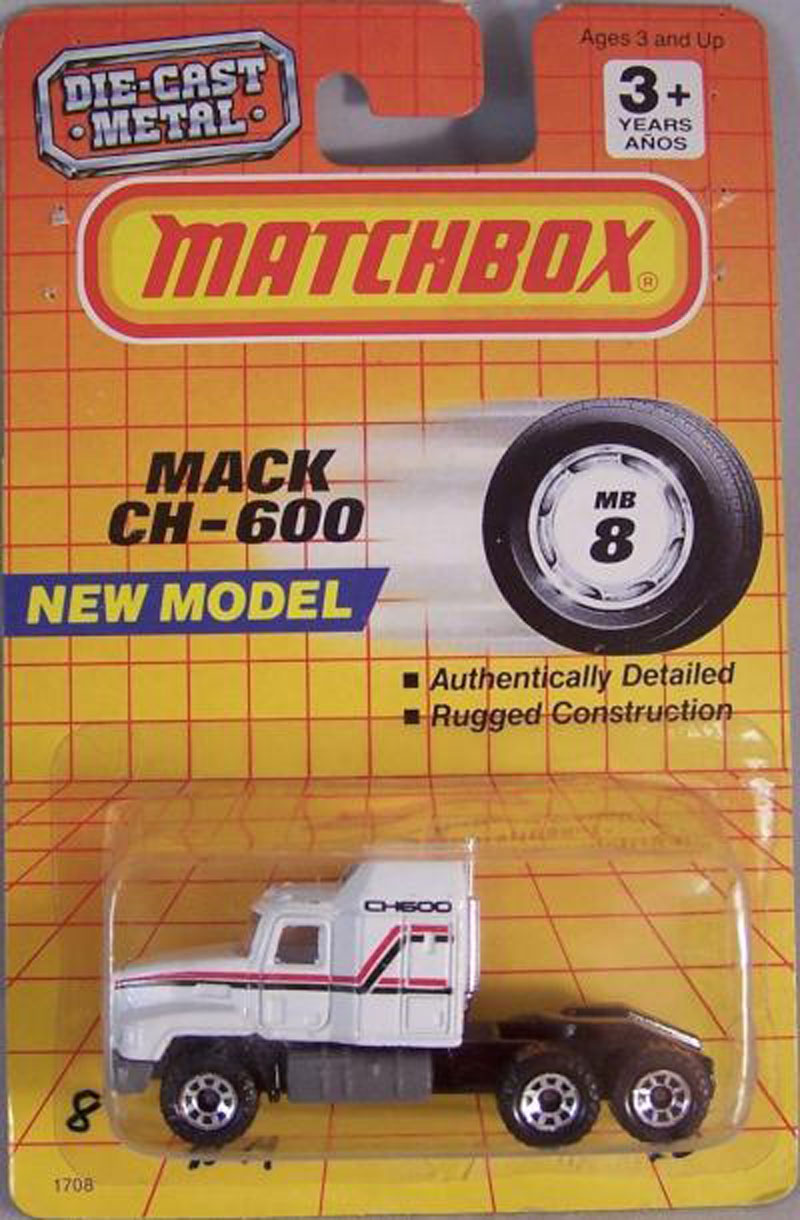 Ages 3 and Up
DIE-CAST
METAL
3+
YEARS
AÑOS
MATCHBOX®
MACK
CH-600
MB
8
NEW MODEL
■ Authentically Detailed
■ Rugged Construction
CH600
8
1708